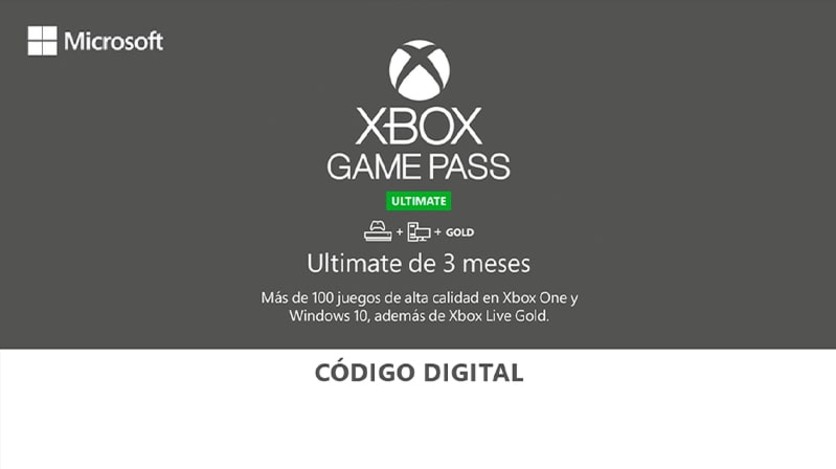 Microsoft
XBOX
GAME PASS
ULTIMATE
+ + GOLD
Ultimate de 3 meses
Más de 100 juegos de alta calidad en Xbox One y
Windows 10, además de Xbox Live Gold.
CÓDIGO DIGITAL